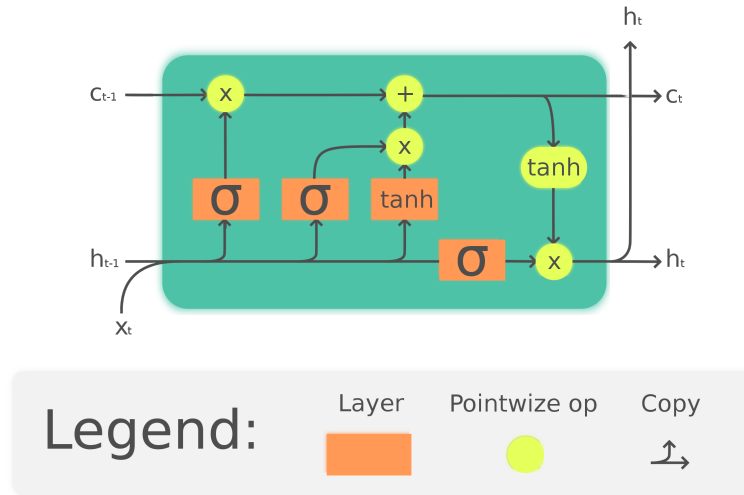 hₜ
cₜ₋₁ x + cₜ
x
tanh
σ σ tanh
hₜ₋₁ σ x hₜ
xₜ
Legend:
Layer Pointwize op Copy